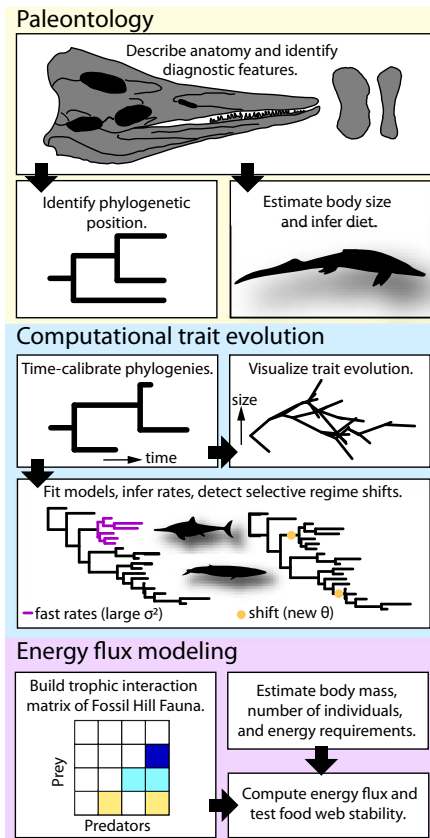 Paleontology
Describe anatomy and identify
diagnostic features.
Identify phylogenetic
position.
Estimate body size
and infer diet.
Computational trait evolution
Time-calibrate phylogenies.
time
Visualize trait evolution.
size
Fit models, infer rates, detect selective regime shifts.
fast rates (large σ²)
shift (new θ)
Energy flux modeling
Build trophic interaction
matrix of Fossil Hill Fauna.
Prey
Predators
Estimate body mass,
number of individuals,
and energy requirements.
Compute energy flux and
test food web stability.